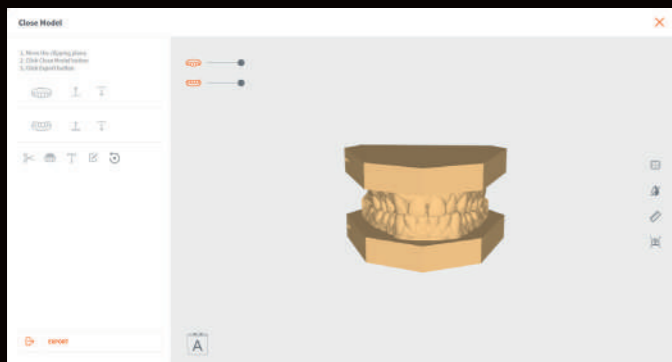 Close Model
1. Move the clipping plane.
2. Click Close Model button
3. Click Export button.
A
EXPORT